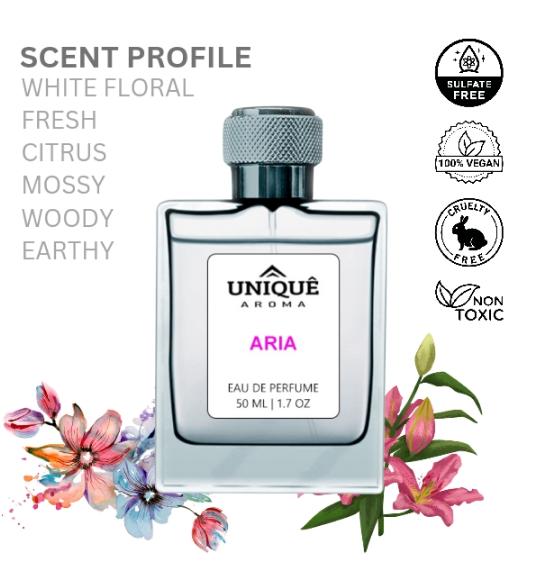 SCENT PROFILE
WHITE FLORAL
FRESH
CITRUS
MOSSY
WOODY
EARTHY
UNIQUÊ
AROMA
ARIA
EAU DE PERFUME
50 ML | 1.7 OZ
SULFATE
FREE
100% VEGAN
CRUELTY
FREE
NON
TOXIC